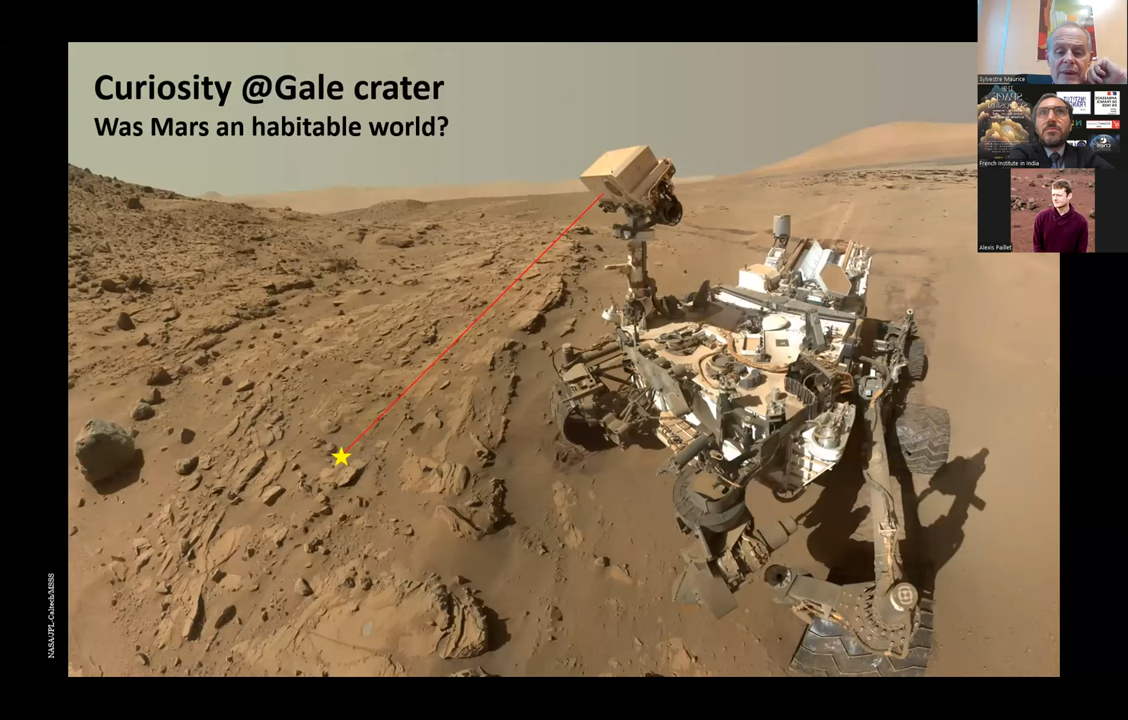 Curiosity @Gale crater
Was Mars an habitable world?
NASA/JPL-Caltech/MSSS
Sylvestre Maurice
French Institute in India
Alexis Paillet